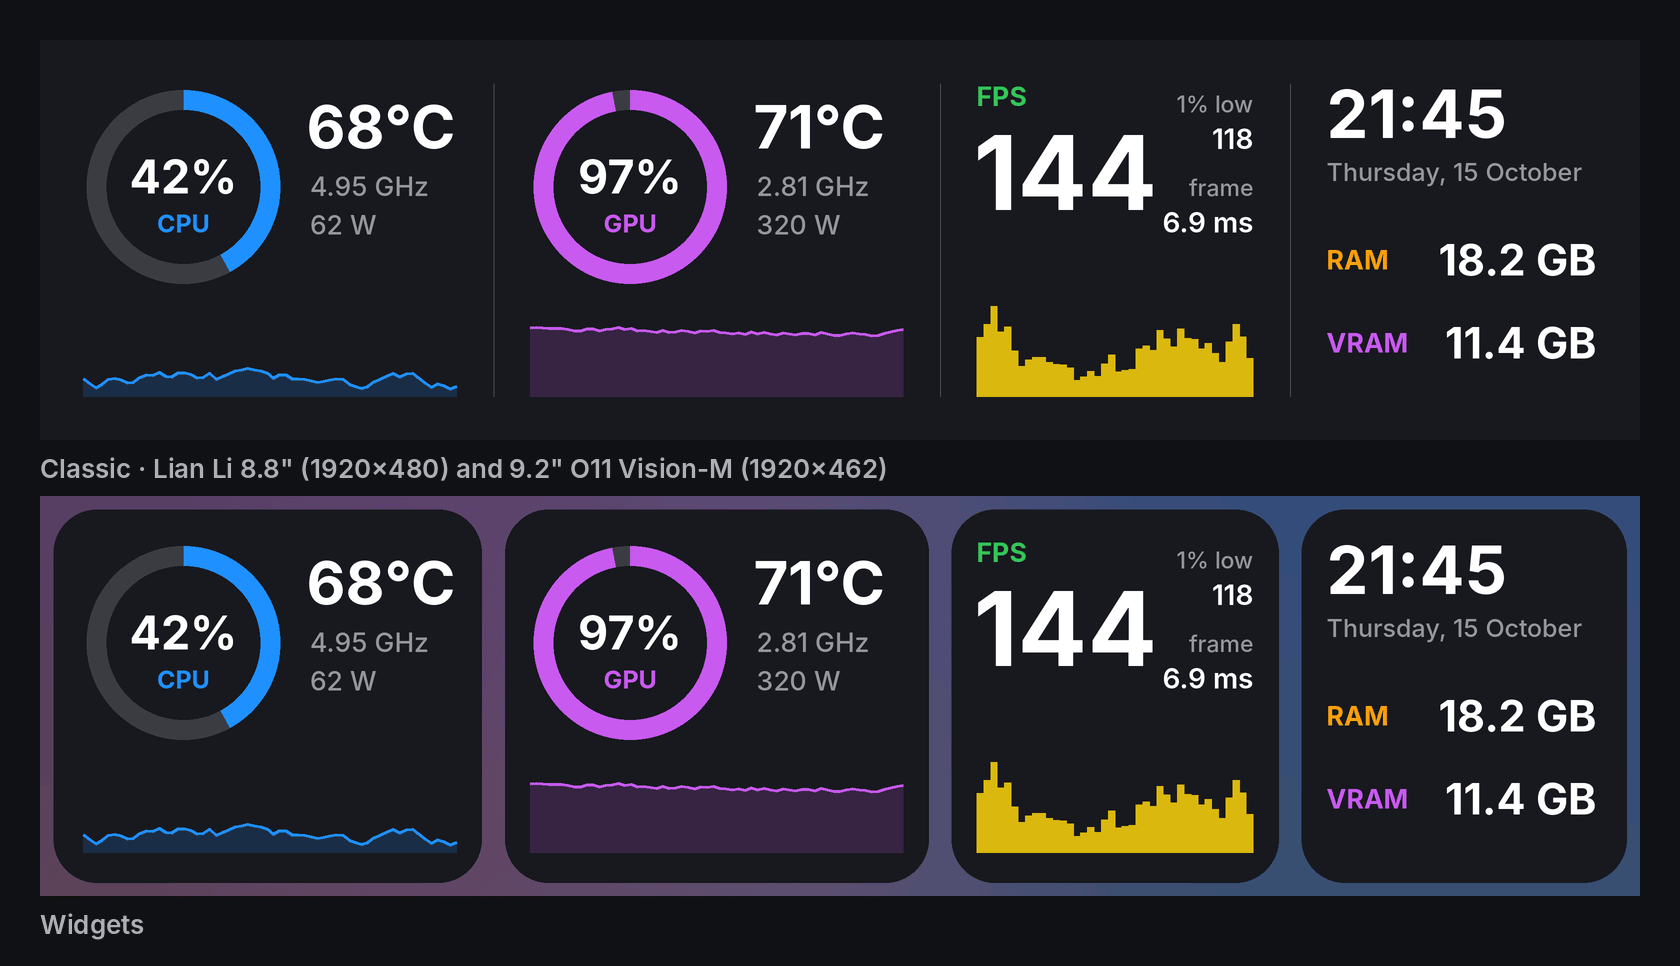 42%
CPU
68°C
4.95 GHz
62 W
97%
GPU
71°C
2.81 GHz
320 W
FPS
144
1% low
118
frame
6.9 ms
21:45
Thursday, 15 October
RAM 18.2 GB
VRAM 11.4 GB
Classic · Lian Li 8.8" (1920×480) and 9.2" O11 Vision-M (1920×462)
42%
CPU
68°C
4.95 GHz
62 W
97%
GPU
71°C
2.81 GHz
320 W
FPS
144
1% low
118
frame
6.9 ms
21:45
Thursday, 15 October
RAM 18.2 GB
VRAM 11.4 GB
Widgets